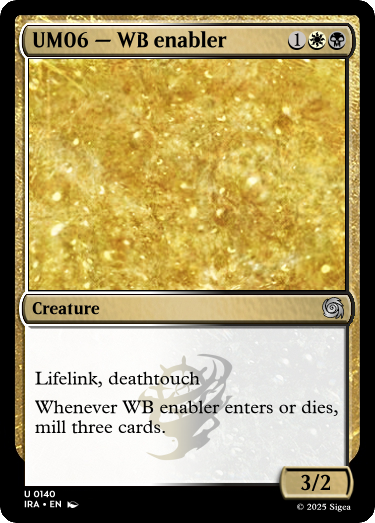 UM06 — WB enabler 1
Creature
Lifelink, deathtouch
Whenever WB enabler enters or dies,
mill three cards.
3/2
U 0140
IRA • EN
© 2025 Sigea